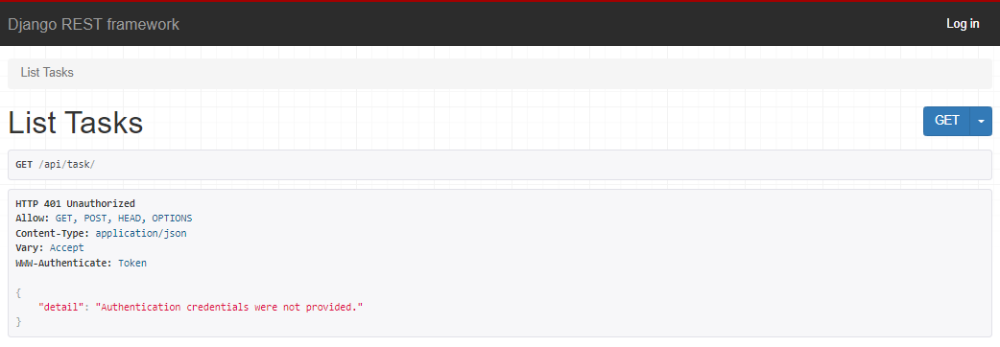 Django REST framework
Log in
List Tasks
List Tasks
GET
GET /api/task/
HTTP 401 Unauthorized
Allow: GET, POST, HEAD, OPTIONS
Content-Type: application/json
Vary: Accept
WWW-Authenticate: Token
{
    "detail": "Authentication credentials were not provided."
}